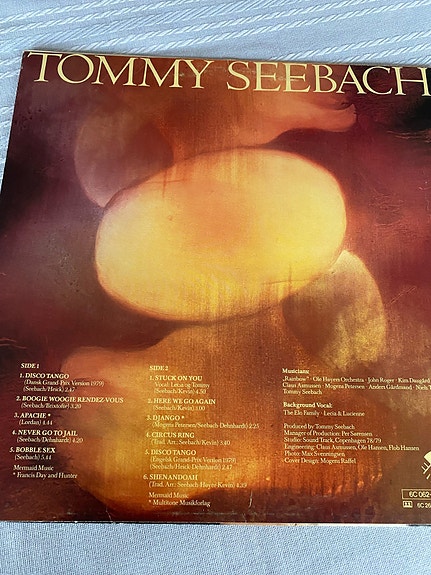 TOMMY SEEBACH
SIDE 1
1. DISCO TANGO
(Dansk Grand-Prix Version 1979)
(Seebach/Heick) 2.47
2. BOOGIE WOOGIE RENDEZ-VOUS
(Seebach/Brixtofte) 3.20
3. APACHE *
(Lordan) 4.44
4. NEVER GO TO JAIL
(Seebach/Dehnhardt) 4.20
5. BOBBLE SEX
(Seebach) 5.44
Mermaid Music
* Francis Day and Hunter
SIDE 2
1. STUCK ON YOU
Vocal: Lecia og Tommy
(Seebach/Kevin) 4.50
2. HERE WE GO AGAIN
(Seebach/Kevin) 3.00
3. DJANGO *
(Mogens Petersen/Seebach-Dehnhardt) 2.25
4. CIRCUS RING
(Trad. Arr.: Seebach/Kevin) 3.40
5. DISCO TANGO
(Engelsk Grand-Prix Version 1979)
(Seebach/Heick-Dehnhardt) 2.47
6. SHENANDOAH
(Trad. Arr.: Seebach-Høyer/Kevin) 4.35
Mermaid Music
* Multitone Musikforlag
Musicians:
„Rainbow" - Ole Høyers Orchestra - John Roger - Kim Daugård
Claus Asmussen - Mogens Petersen - Anders Gårdmand - Niels
Tommy Seebach
Background Vocal:
The Elo Family - Lecia & Lucienne
Produced by Tommy Seebach
Manager of Production: Per Sørensen
Studio: Sound Track, Copenhagen 78/79
Engineering: Claus Asmussen, Ole Hansen, Flob Hansen
Photo: Max Svenningsen
Cover Design: Mogens Raffel
6C 062-
6C 26